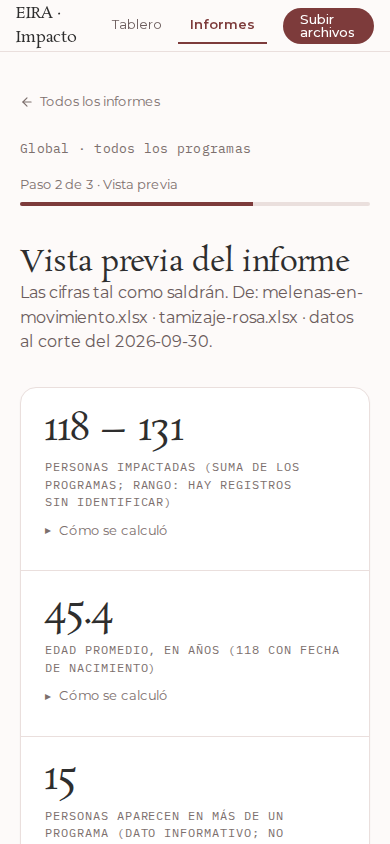 EIRA ·
Impacto
Tablero
Informes
Subir
archivos
← Todos los informes
Global · todos los programas
Paso 2 de 3 · Vista previa
Vista previa del informe
Las cifras tal como saldrán. De: melenas-en-
movimiento.xlsx · tamizaje-rosa.xlsx · datos
al corte del 2026-09-30.
118 – 131
PERSONAS IMPACTADAS (SUMA DE LOS
PROGRAMAS; RANGO: HAY REGISTROS
SIN IDENTIFICAR)
▸ Cómo se calculó
45.4
EDAD PROMEDIO, EN AÑOS (118 CON FECHA
DE NACIMIENTO)
▸ Cómo se calculó
15
PERSONAS APARECEN EN MÁS DE UN
PROGRAMA (DATO INFORMATIVO; NO